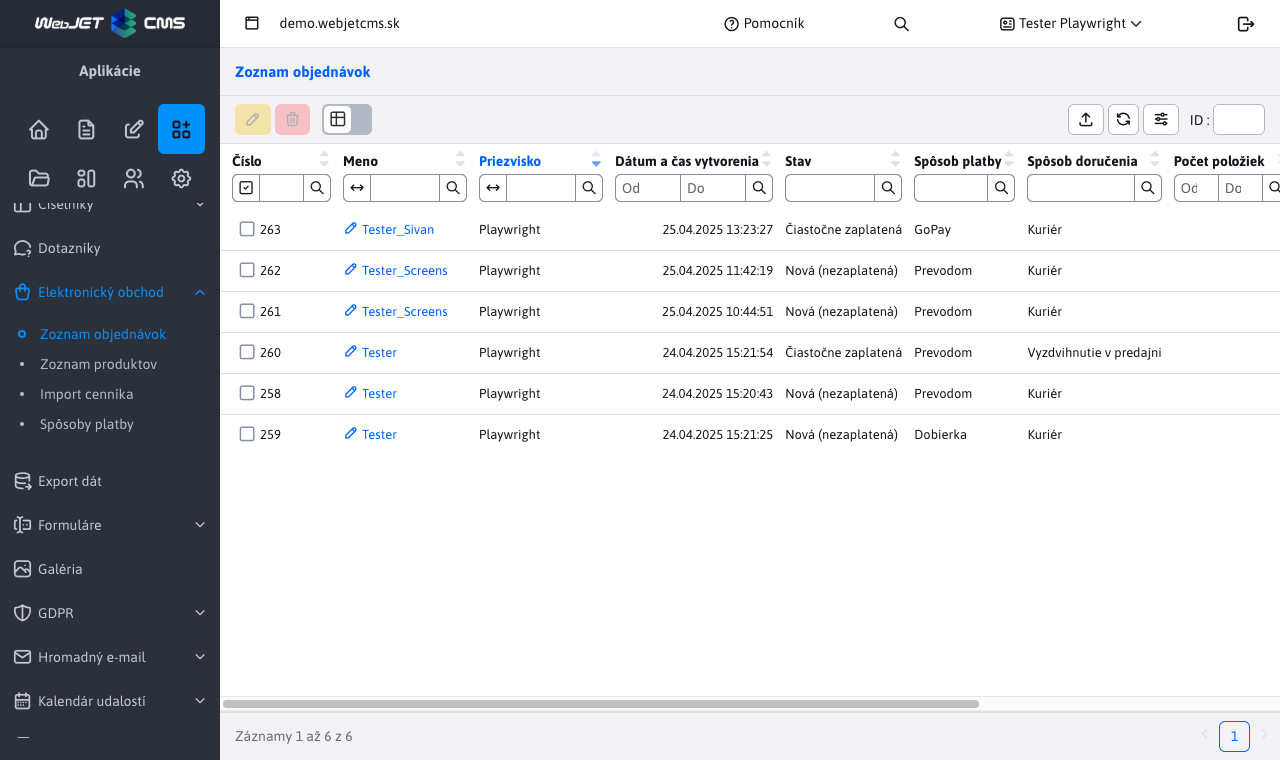 WebJET CMS
Aplikácie
Číselníky
Dotazníky
Elektronický obchod
Zoznam objednávok
Zoznam produktov
Import cenníka
Spôsoby platby
Export dát
Formuláre
Galéria
GDPR
Hromadný e-mail
Kalendár udalostí
demo.webjetcms.sk
Pomocník
Tester Playwright
Zoznam objednávok
ID :
Číslo Meno Priezvisko Dátum a čas vytvorenia Stav Spôsob platby Spôsob doručenia Počet položiek
Od Do Od Do
263 Tester_Sivan Playwright 25.04.2025 13:23:27 Čiastočne zaplatená GoPay Kuriér
262 Tester_Screens Playwright 25.04.2025 11:42:19 Nová (nezaplatená) Prevodom Kuriér
261 Tester_Screens Playwright 25.04.2025 10:44:51 Nová (nezaplatená) Prevodom Kuriér
260 Tester Playwright 24.04.2025 15:21:54 Čiastočne zaplatená Prevodom Vyzdvihnutie v predajni
258 Tester Playwright 24.04.2025 15:20:43 Nová (nezaplatená) Prevodom Kuriér
259 Tester Playwright 24.04.2025 15:21:25 Nová (nezaplatená) Dobierka Kuriér
Záznamy 1 až 6 z 6
1